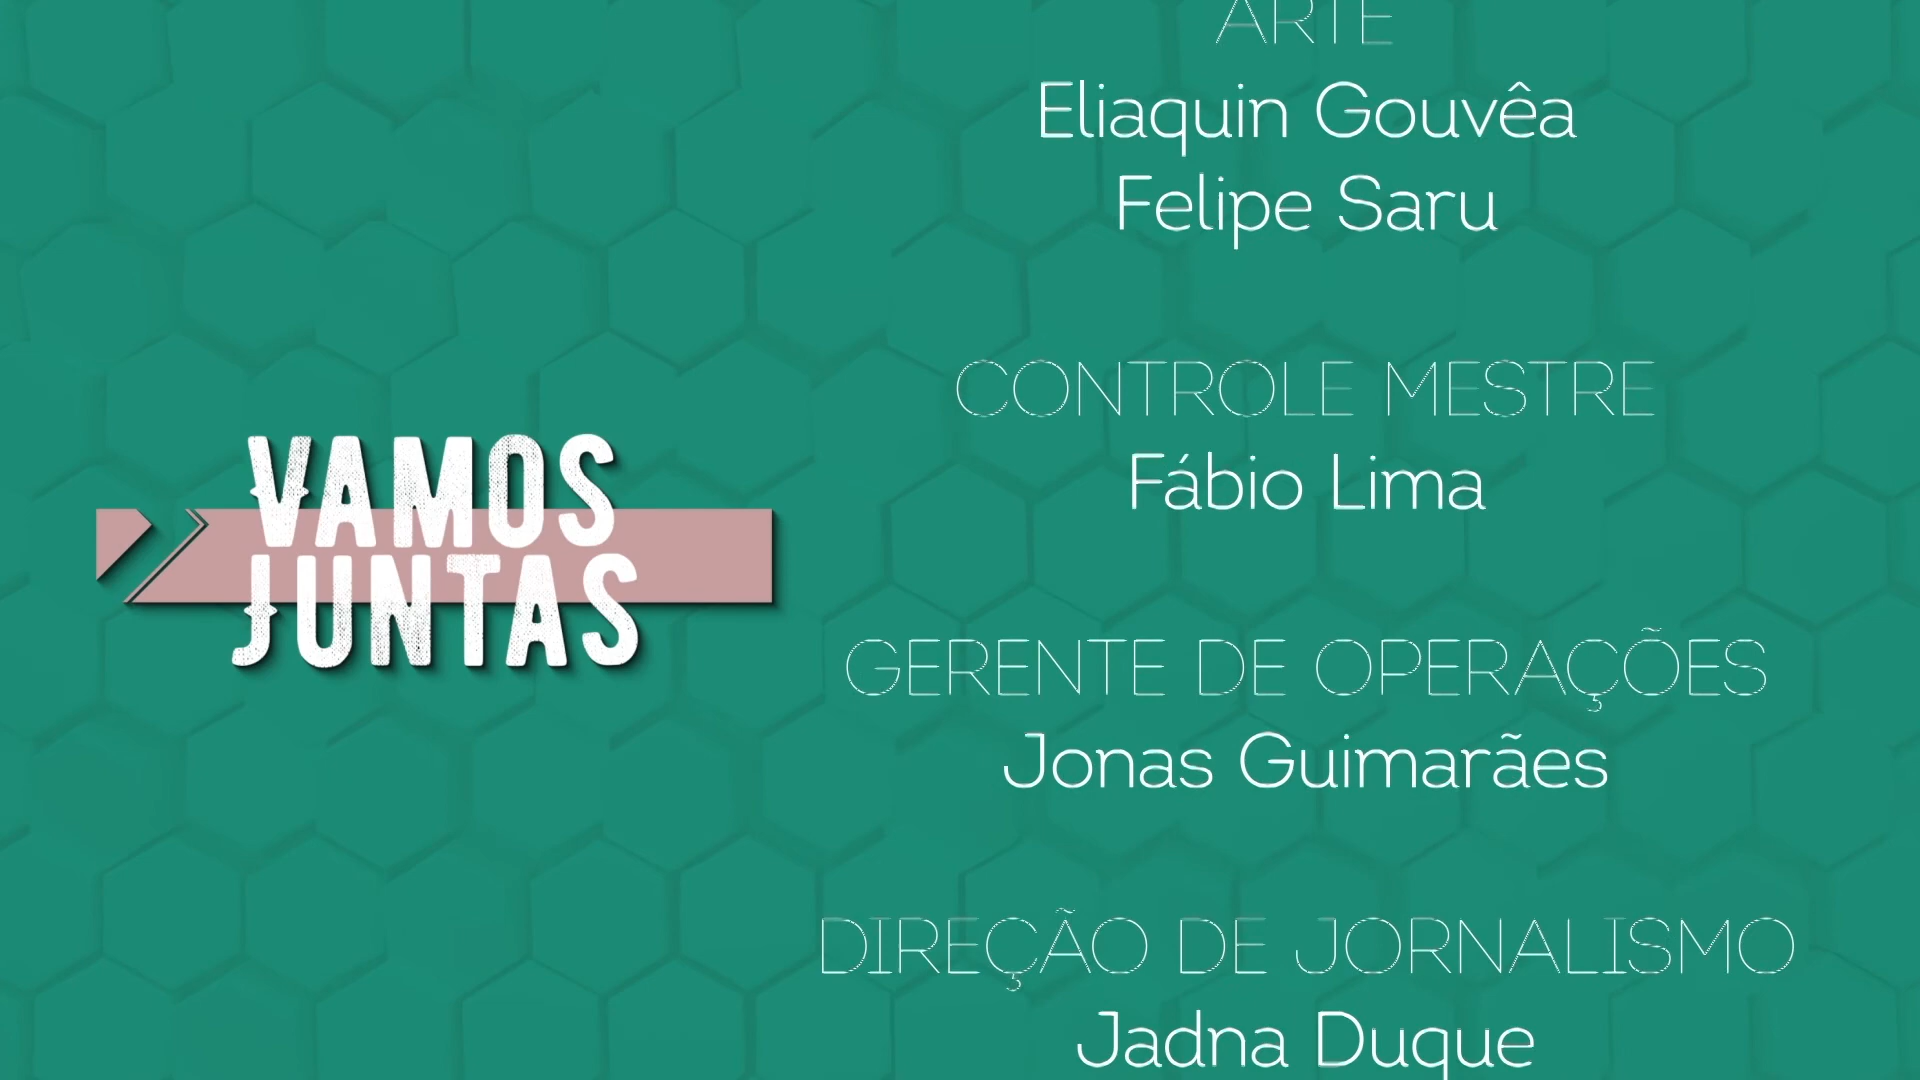 VAMOS
JUNTAS
ARTE
Eliaquin Gouvêa
Felipe Saru
CONTROLE MESTRE
Fábio Lima
GERENTE DE OPERAÇÕES
Jonas Guimarães
DIREÇÃO DE JORNALISMO
Jadna Duque